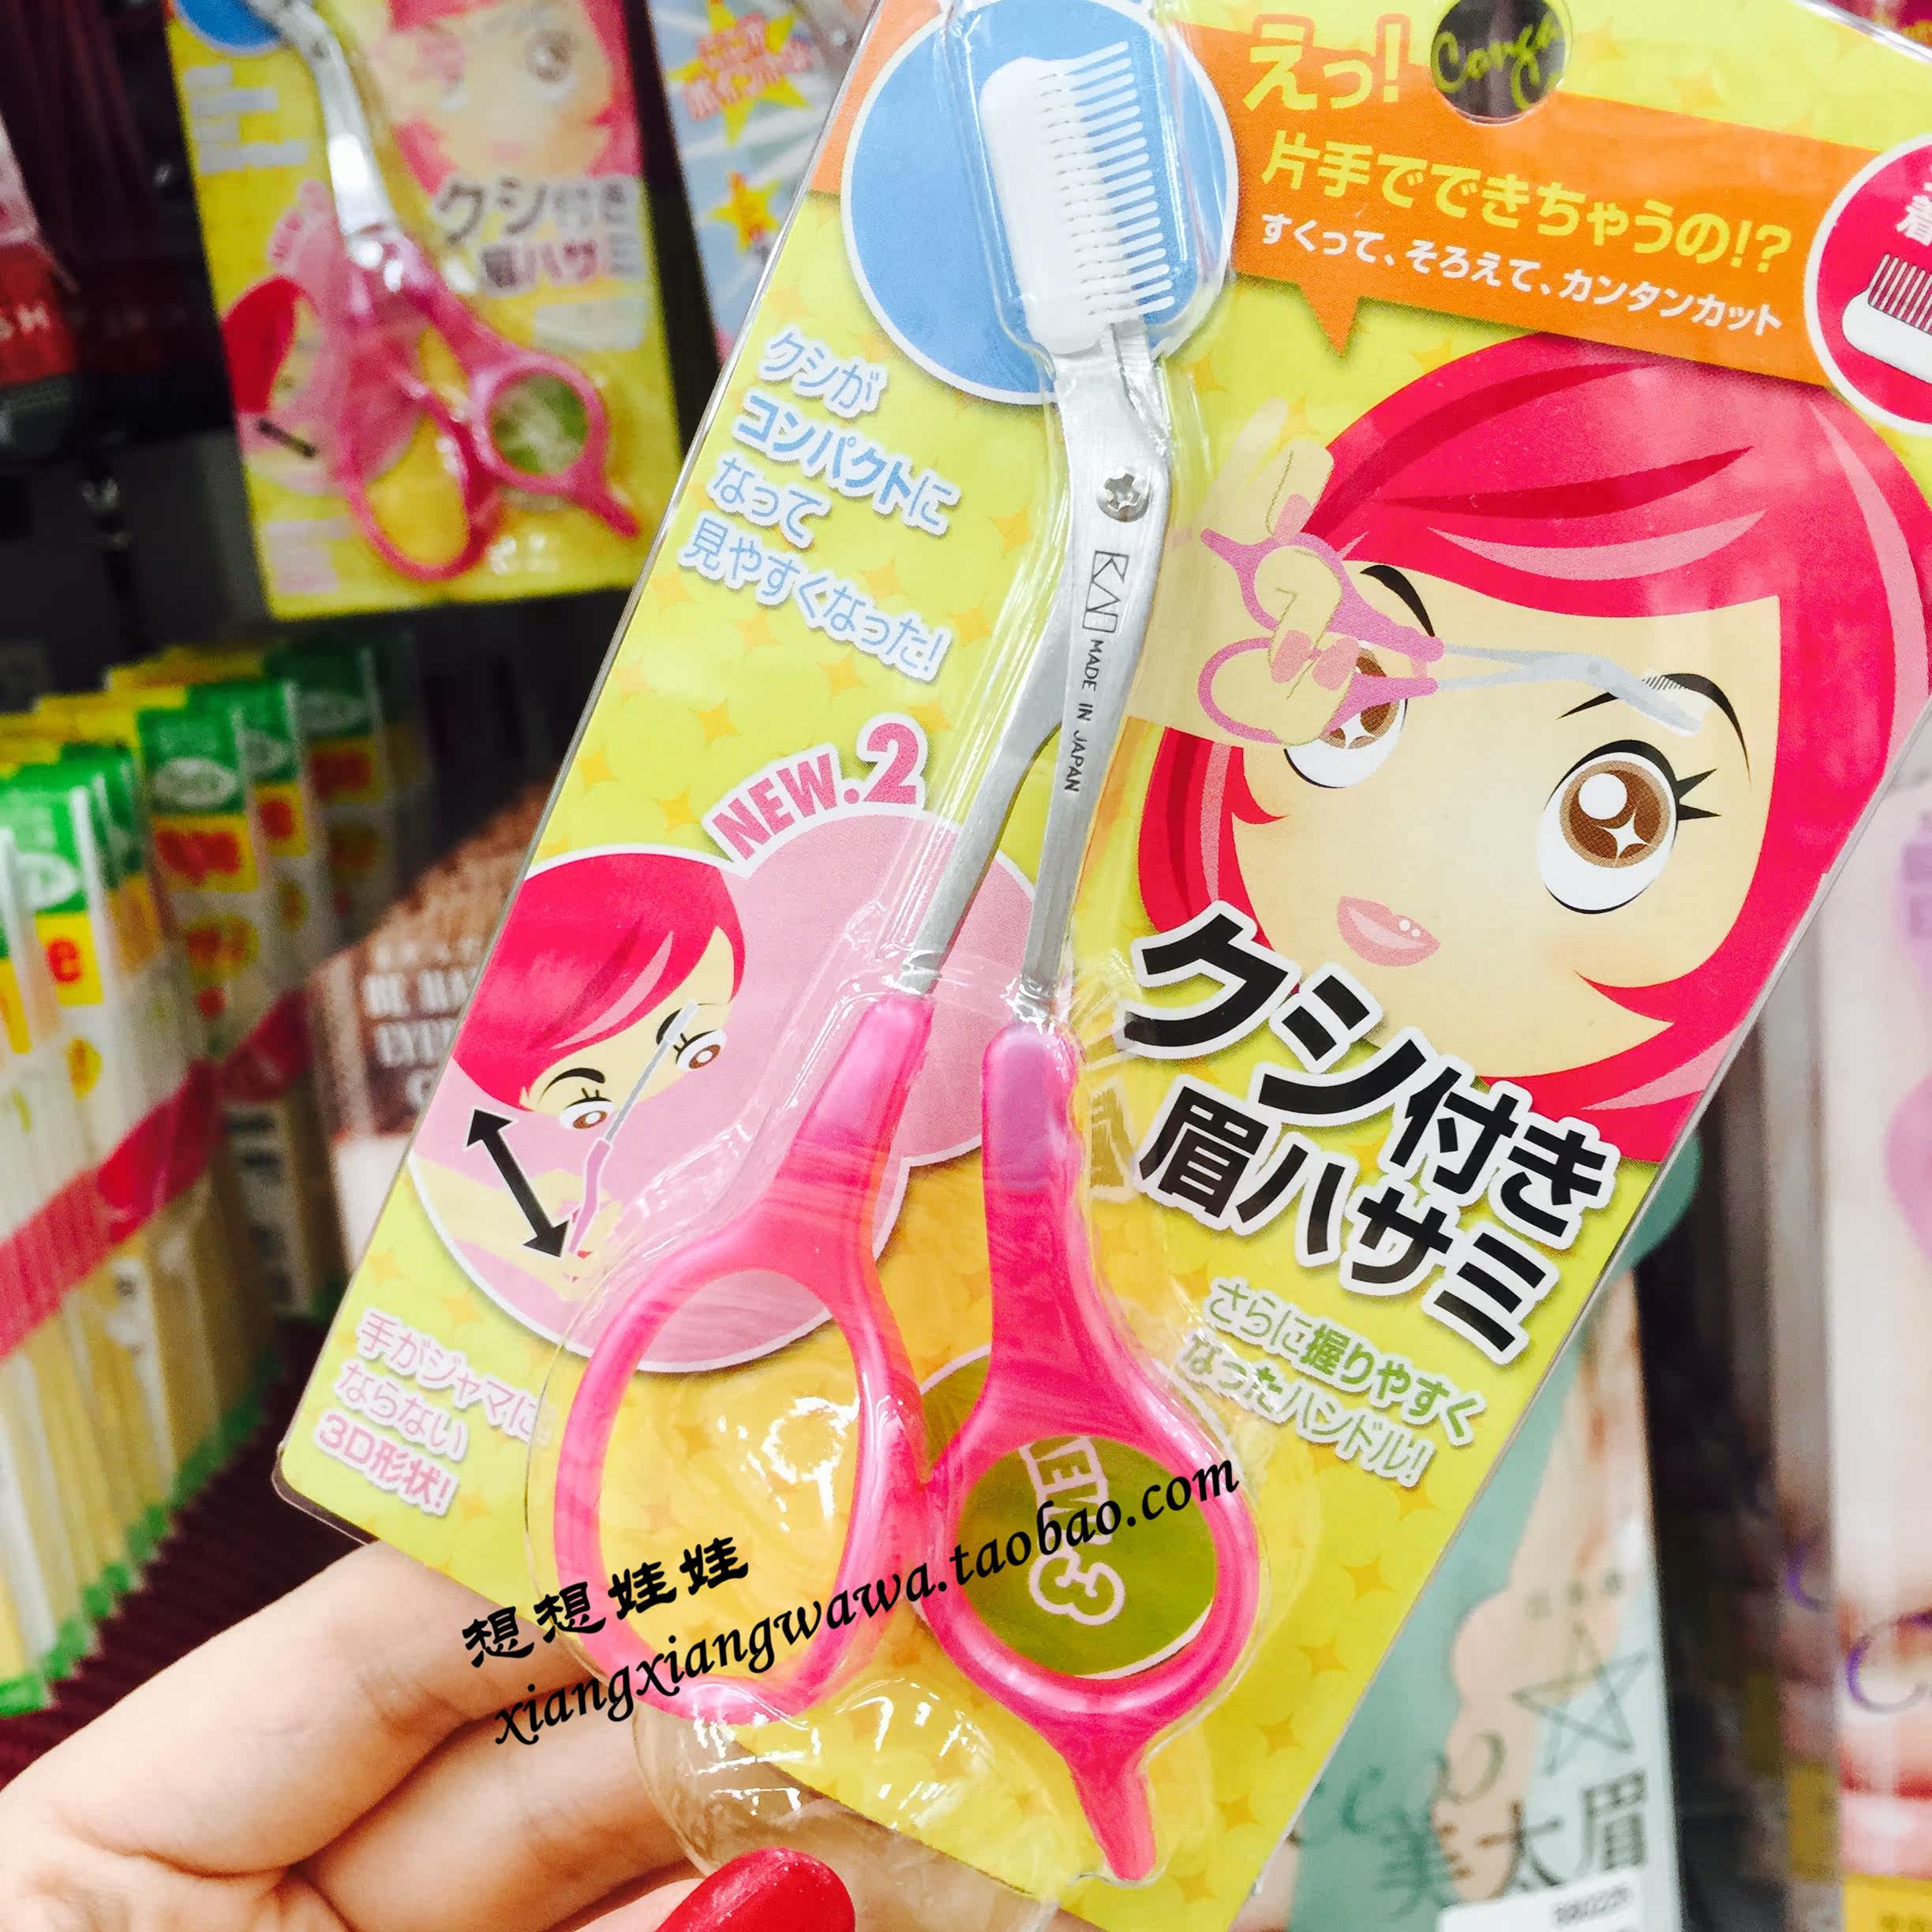 えっ!
Conya
片手でできちゃうの!?
すくって、そろえて、カンタンカット
着
クシが
コンパクトに
なって
見やすくなった!
KAI
MADE IN JAPAN
NEW.2
クシ付き
眉ハサミ
さらに握りやすく
なったハンドル!
手がジャマに
ならない
3D形状!
NEW.3
想想娃娃
xiangxiangwawa.taobao.com
クシ付き
眉ハサミ
美太眉